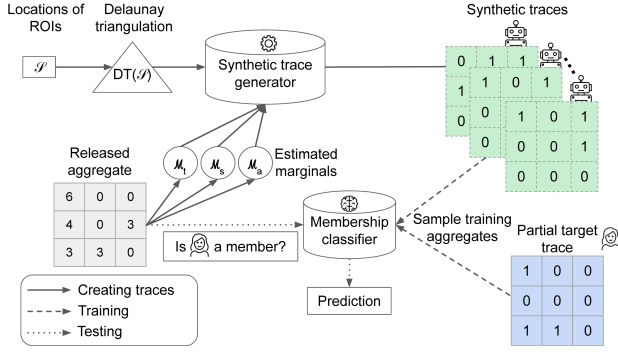 Locations of ROIs
Delaunay triangulation
Synthetic traces
𝒮
DT(𝒮)
Synthetic trace generator
0 1 1
1
0
1 0 1
0
0
1 0 1
0 0 1
0 0 0
Released aggregate
6 0 0
4 0 3
3 3 0
ℳt
ℳs
ℳa
Estimated marginals
Is a member?
Membership classifier
Sample training aggregates
Partial target trace
1 0 0
0 0 0
1 1 0
Prediction
Creating traces
Training
Testing